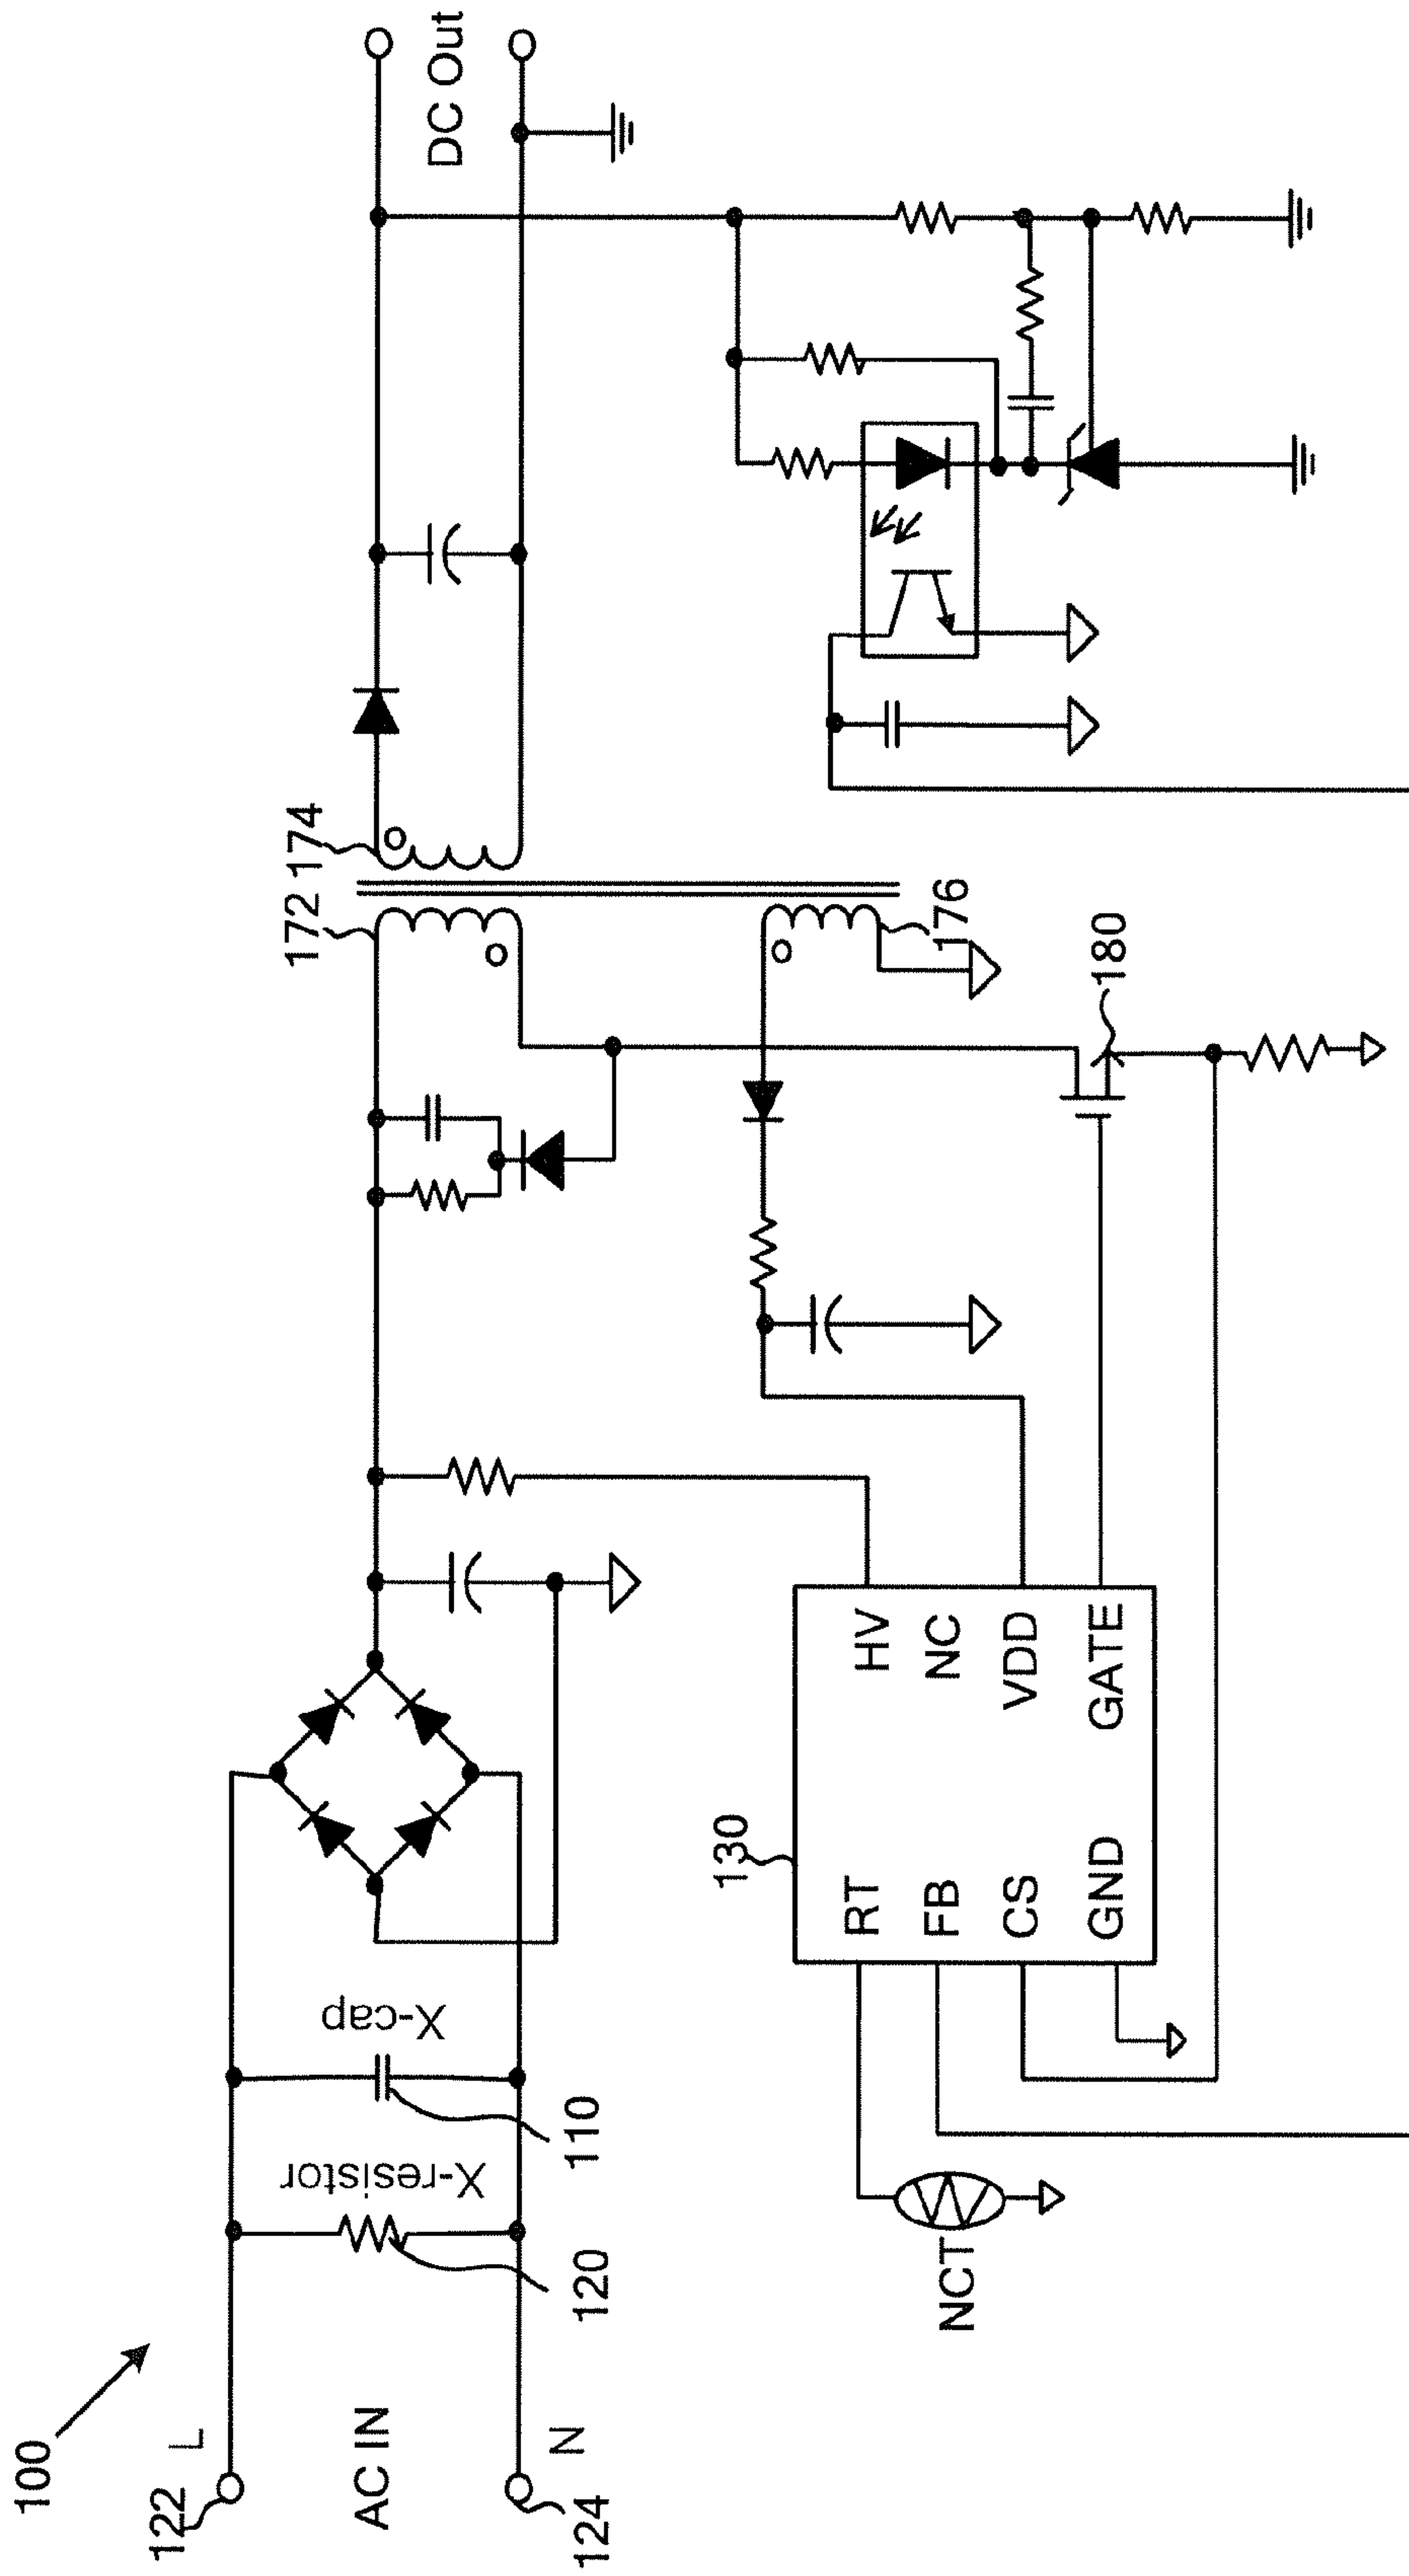 100
122
L
AC IN
124
N
120
X-resistor
110
X-cap
172
174
DC Out
176
180
130
RT
FB
CS
GND
HV
NC
VDD
GATE
NCT